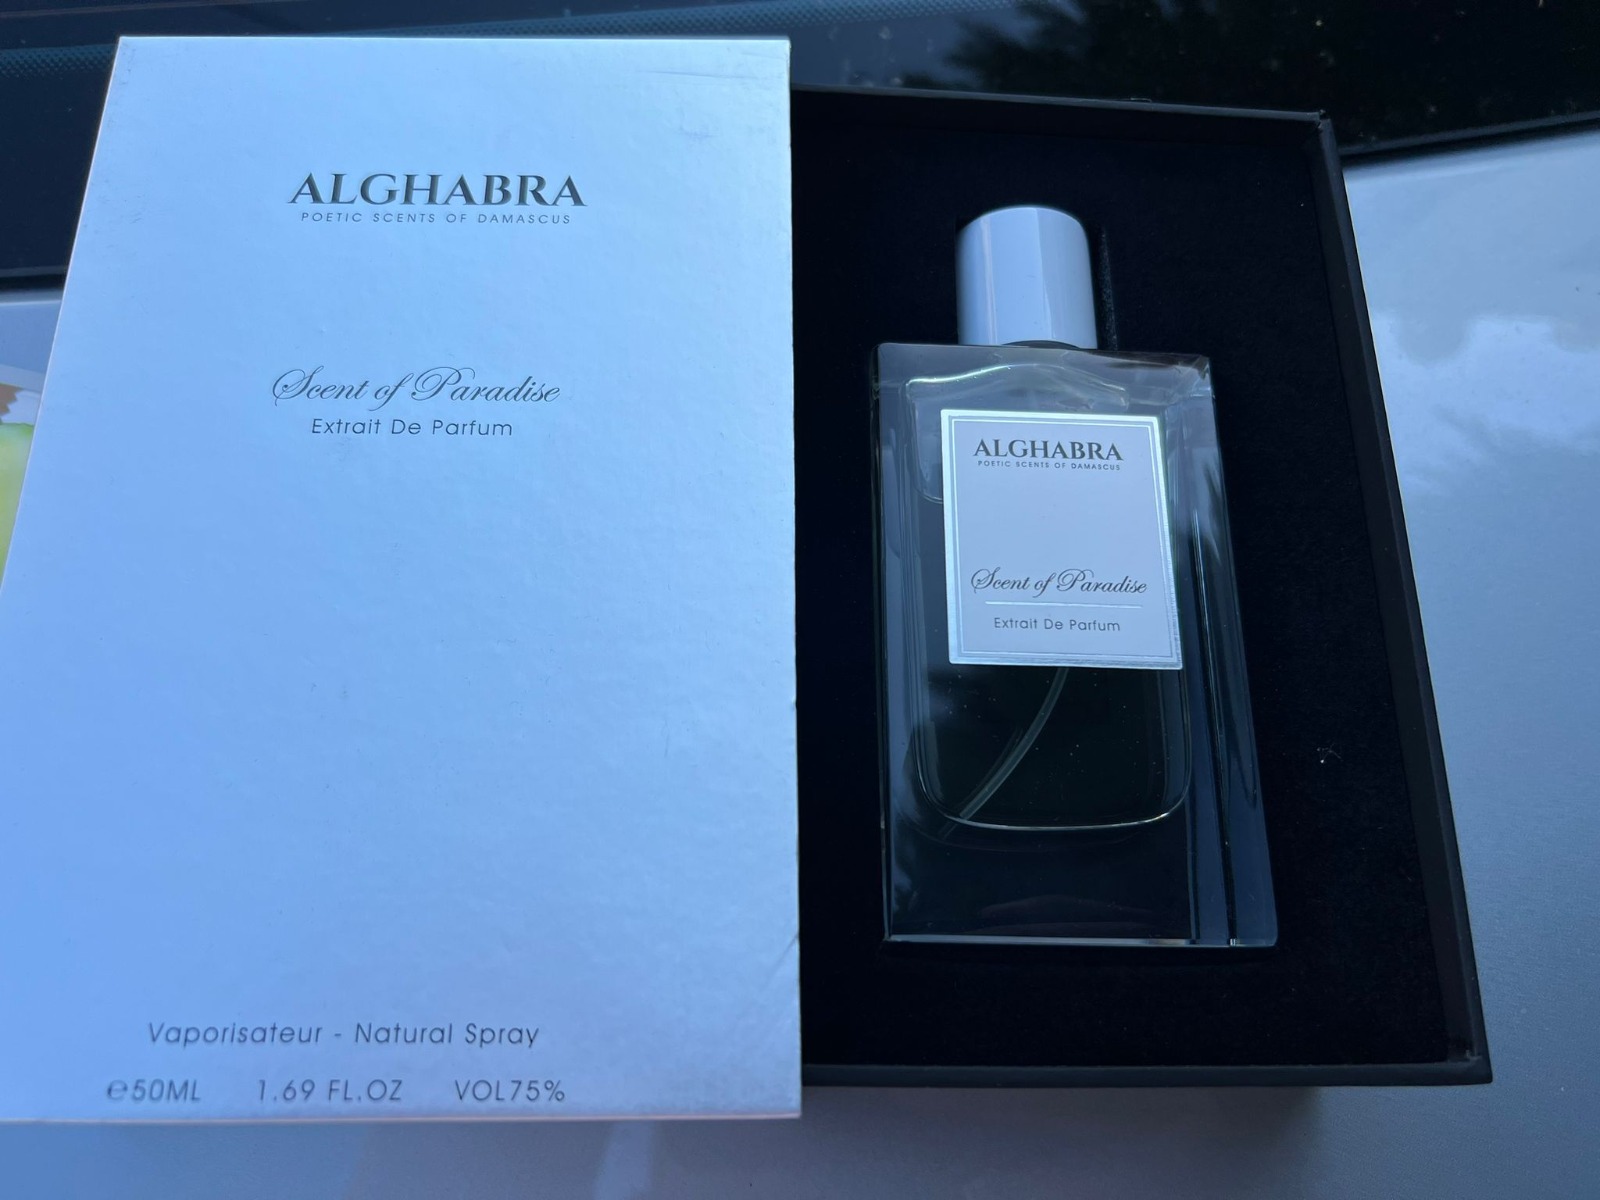 ALGHABRA
POETIC SCENTS OF DAMASCUS
Scent of Paradise
Extrait De Parfum
Vaporisateur - Natural Spray
℮50ML 1.69 FL.OZ VOL75%
ALGHABRA
POETIC SCENTS OF DAMASCUS
Scent of Paradise
Extrait De Parfum